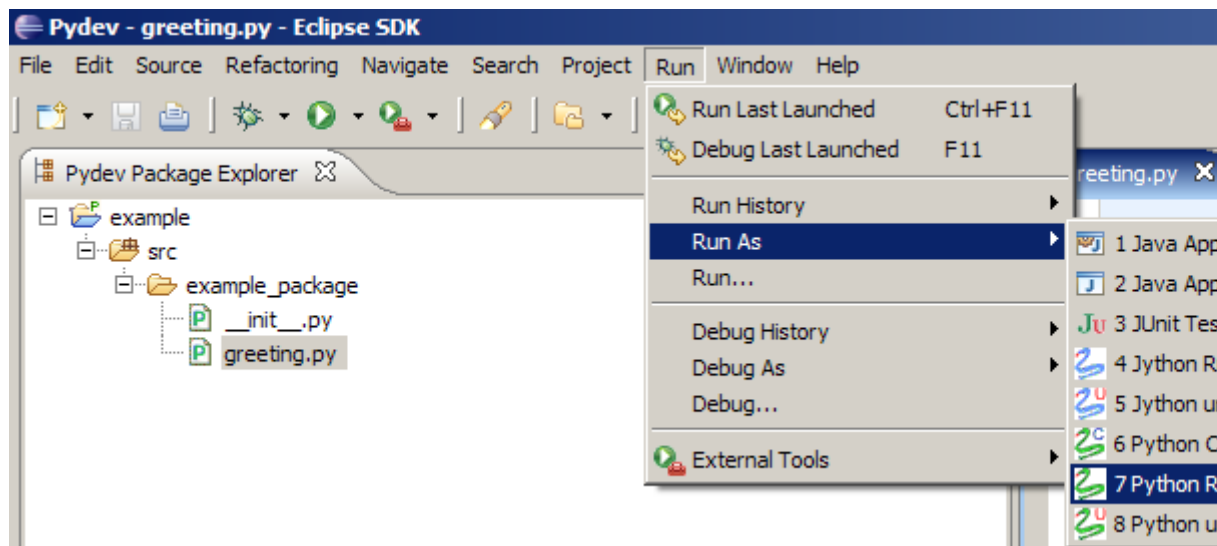 Pydev - greeting.py - Eclipse SDK
File Edit Source Refactoring Navigate Search Project Run Window Help
Run Last Launched Ctrl+F11
Debug Last Launched F11
Run History
Run As
Run...
Debug History
Debug As
Debug...
External Tools
Pydev Package Explorer
example
src
example_package
__init__.py
greeting.py
reeting.py
1 Java App
2 Java App
3 JUnit Tes
4 Jython R
5 Jython u
6 Python C
7 Python R
8 Python u